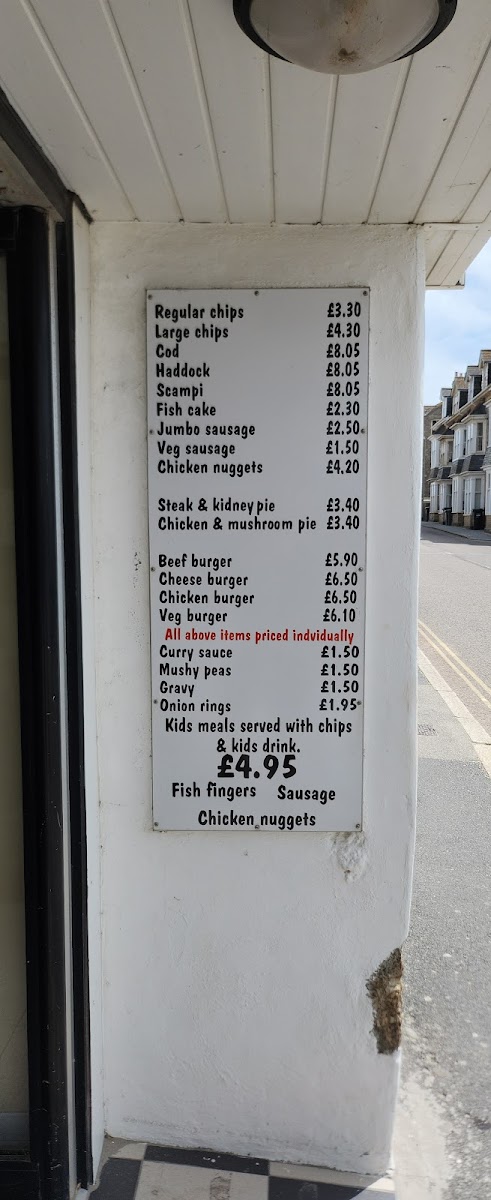 Regular chips £3.30
Large chips £4.30
Cod £8.05
Haddock £8.05
Scampi £8.05
Fish cake £2.30
Jumbo sausage £2.50
Veg sausage £1.50
Chicken nuggets £4.20
Steak & kidney pie £3.40
Chicken & mushroom pie £3.40
Beef burger £5.90
Cheese burger £6.50
Chicken burger £6.50
Veg burger £6.10
All above items priced indvidually
Curry sauce £1.50
Mushy peas £1.50
Gravy £1.50
Onion rings £1.95
Kids meals served with chips
& kids drink.
£4.95
Fish fingers Sausage
Chicken nuggets